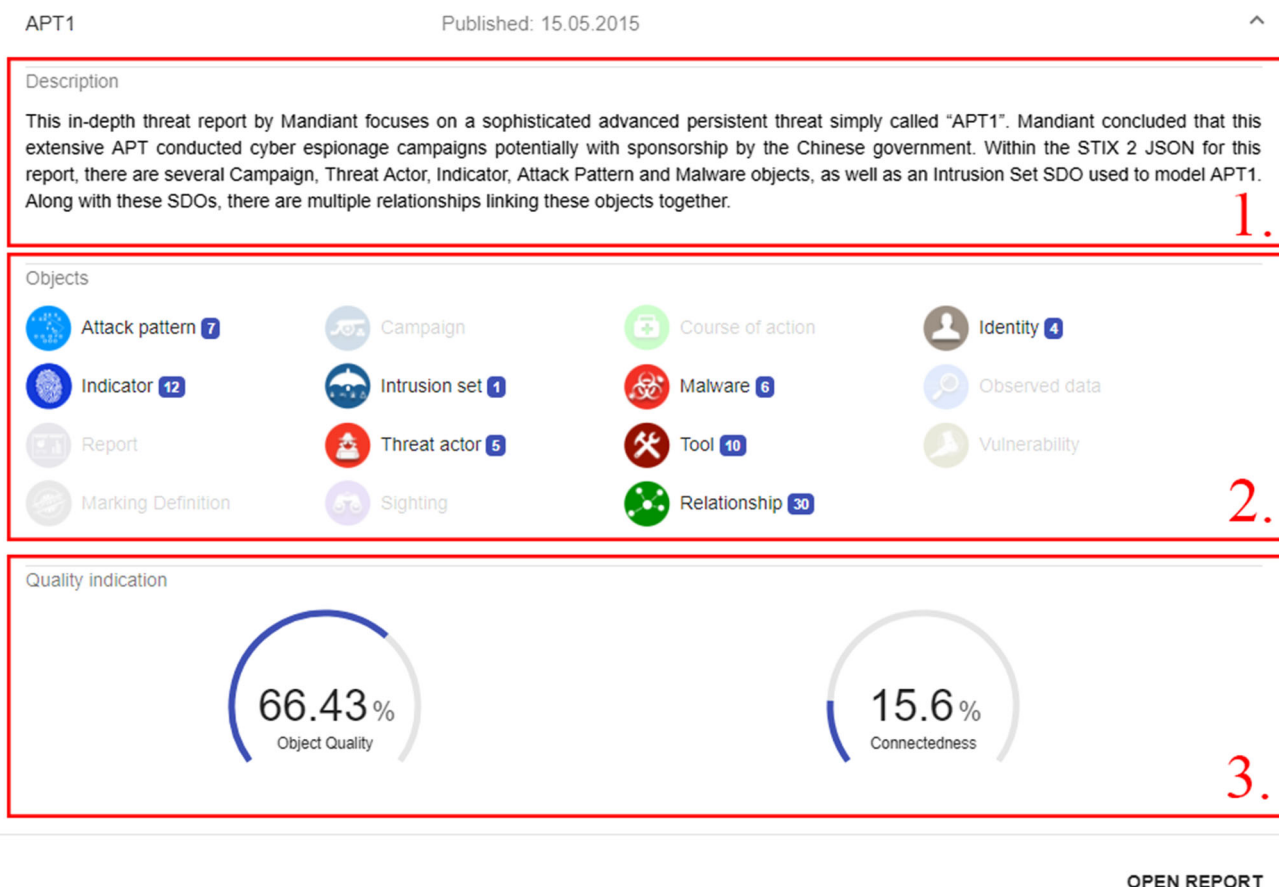 APT1 Published: 15.05.2015
Description
This in-depth threat report by Mandiant focuses on a sophisticated advanced persistent threat simply called “APT1”. Mandiant concluded that this
extensive APT conducted cyber espionage campaigns potentially with sponsorship by the Chinese government. Within the STIX 2 JSON for this
report, there are several Campaign, Threat Actor, Indicator, Attack Pattern and Malware objects, as well as an Intrusion Set SDO used to model APT1.
Along with these SDOs, there are multiple relationships linking these objects together.
1.
Objects
Attack pattern 7 Campaign Course of action Identity 4
Indicator 12 Intrusion set 1 Malware 6 Observed data
Report Threat actor 5 Tool 10 Vulnerability
Marking Definition Sighting Relationship 30
2.
Quality indication
66.43% 15.6%
Object Quality Connectedness
3.
OPEN REPORT